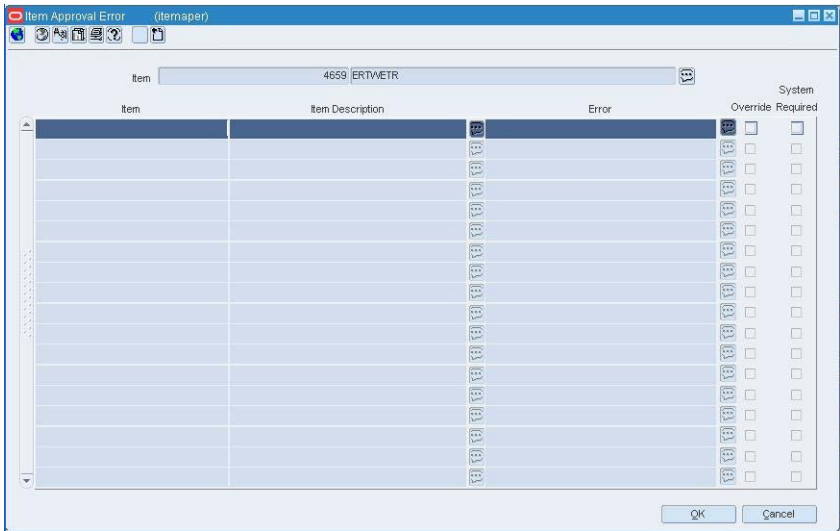 Item Approval Error (itemaper)
Item 4659 ERTWETR
System
Item Item Description Error Override Required
OK Cancel